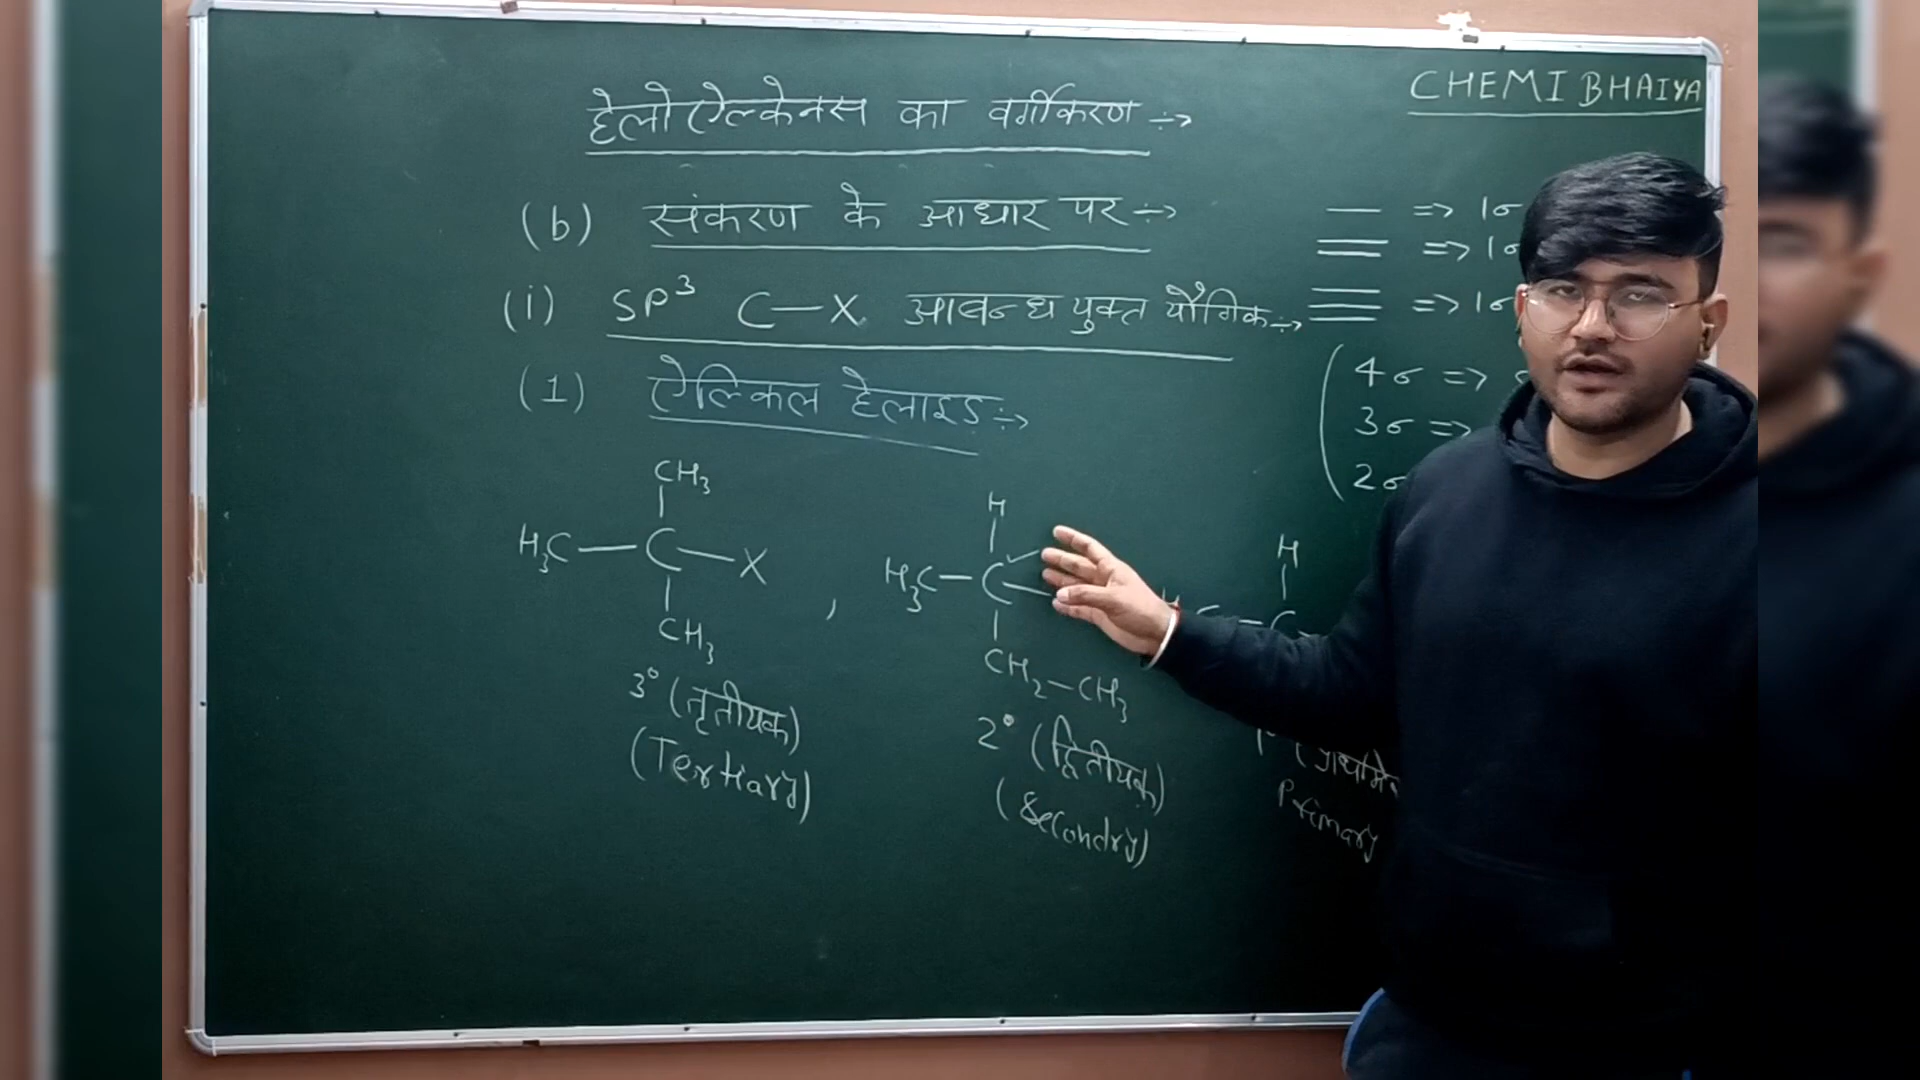 CHEMI BHAIYA
हेलोऐल्केनस का वर्गीकरण ÷>
(b) संकरण के आधार पर ÷>
(i) SP³ C—X आबन्ध युक्त यौगिक ÷>
(1) ऐल्किल हेलाइड ÷>
— => 1σ
= => 1σ
≡ => 1σ
4σ =>
3σ =>
2σ
CH₃
H₃C—C—X
CH₃
3° (तृतीयक)
(Tertiary)
,
H
H₃C—C
CH₂—CH₃
2° (द्वितीयक)
(Secondry)
H
C
Primary